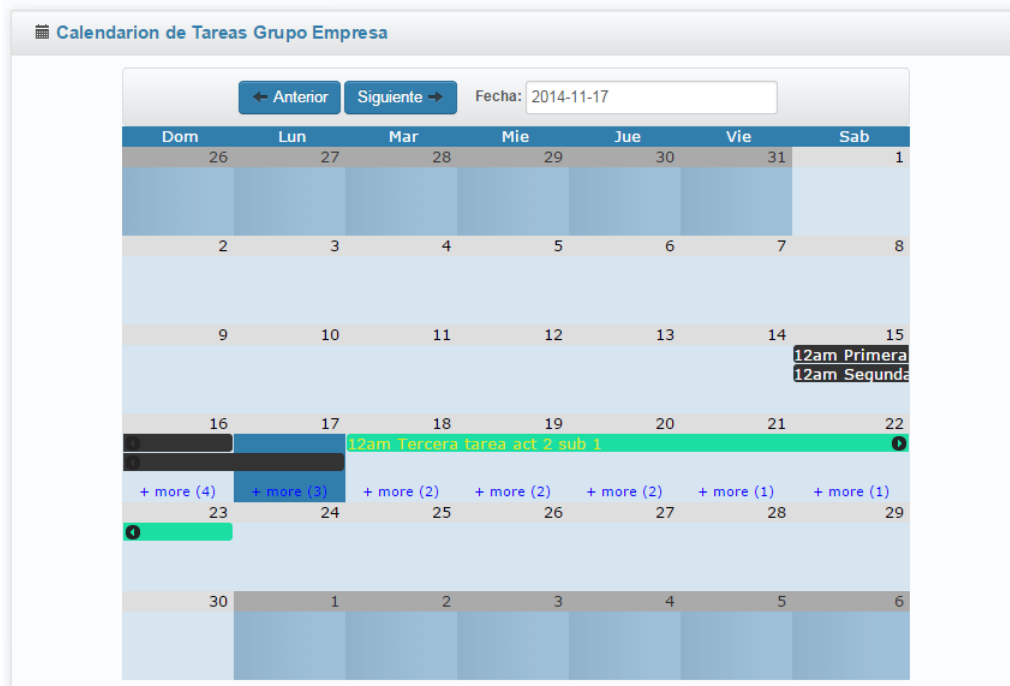 Calendarion de Tareas Grupo Empresa
Anterior Siguiente Fecha: 2014-11-17
Dom Lun Mar Mie Jue Vie Sab
26 27 28 29 30 31 1
2 3 4 5 6 7 8
9 10 11 12 13 14 15
12am Primera
12am Segunda
16 17 18 19 20 21 22
12am Tercera tarea act 2 sub 1
+ more (4) + more (3) + more (2) + more (2) + more (2) + more (1) + more (1)
23 24 25 26 27 28 29
30 1 2 3 4 5 6